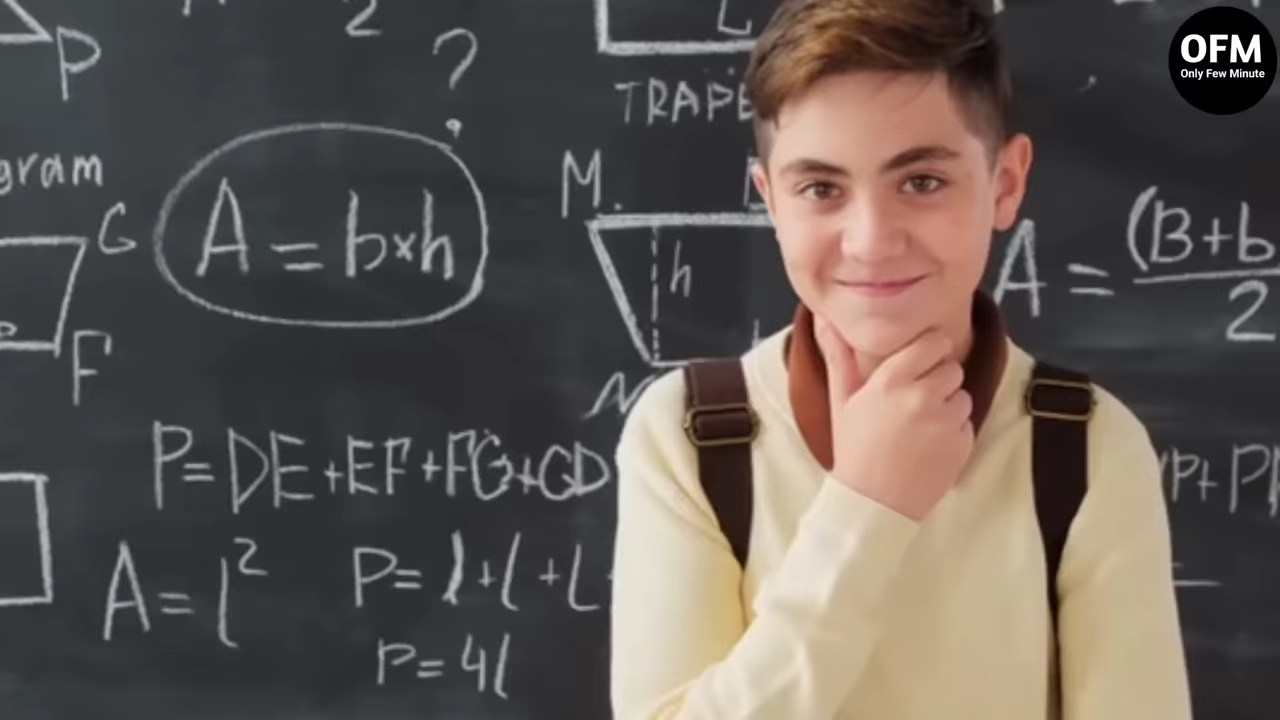 P
2
?
L
OFM
Only Few Minute
TRAPE
gram
G
A = b×h
M
h
A = (B+b
2
F
N
P= DE+EF+FG+GD
P+P
A= l²
P= l+l+l
P=4l